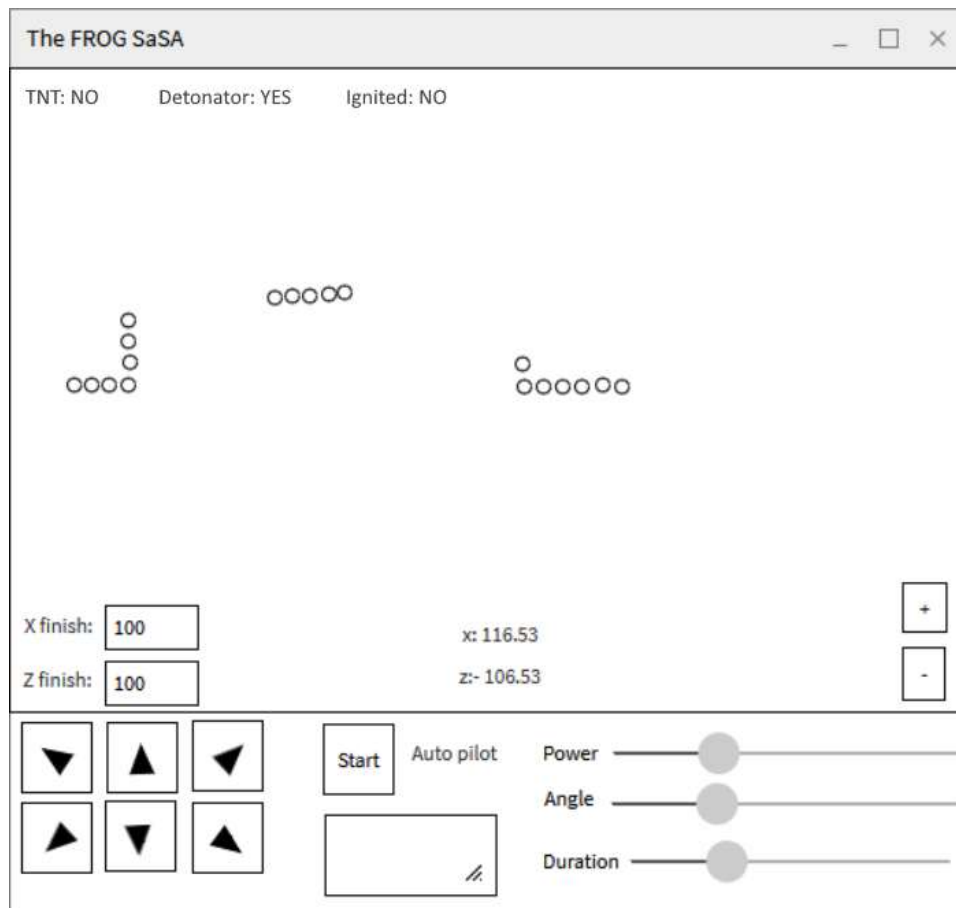 The FROG SaSA
TNT: NO Detonator: YES Ignited: NO
X finish: 100
x: 116.53
+
Z finish: 100
z:- 106.53
-
Start Auto pilot
Power
Angle
Duration